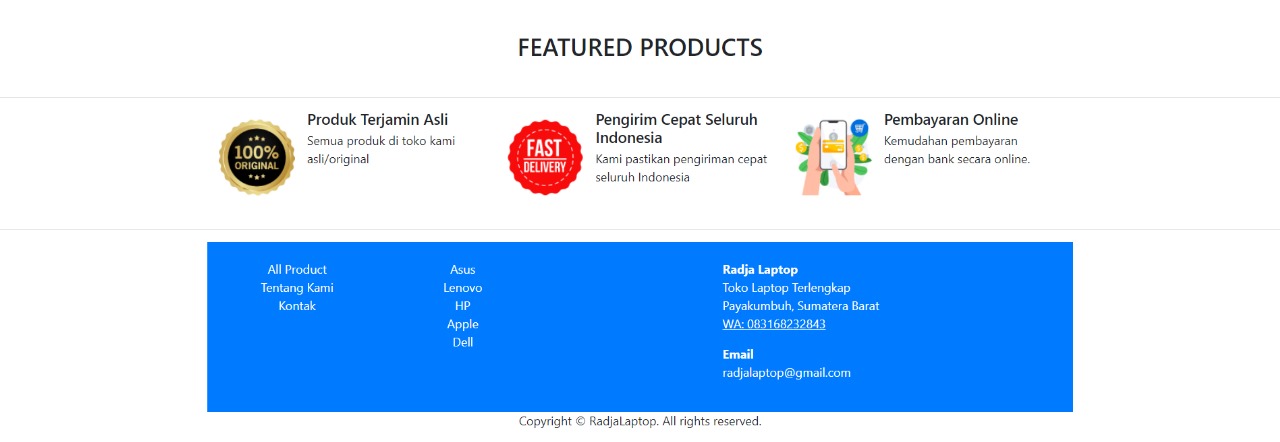 FEATURED PRODUCTS
100%
ORIGINAL
Produk Terjamin Asli
Semua produk di toko kami
asli/original
FAST
DELIVERY
Pengirim Cepat Seluruh
Indonesia
Kami pastikan pengiriman cepat
seluruh Indonesia
Pembayaran Online
Kemudahan pembayaran
dengan bank secara online.
All Product
Tentang Kami
Kontak
Asus
Lenovo
HP
Apple
Dell
Radja Laptop
Toko Laptop Terlengkap
Payakumbuh, Sumatera Barat
WA: 083168232843
Email
radjalaptop@gmail.com
Copyright © RadjaLaptop. All rights reserved.